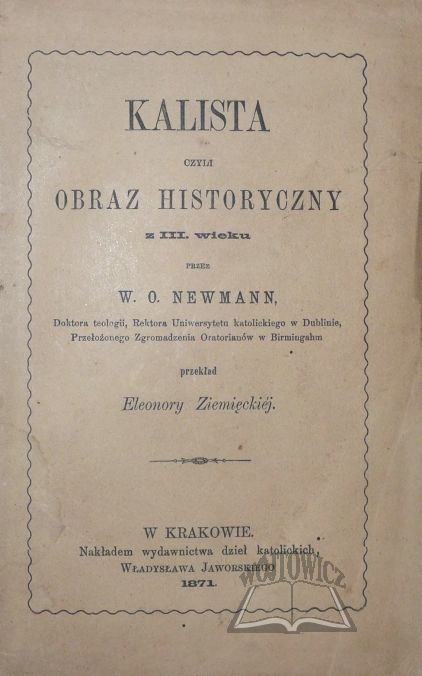 KALISTA
CZYLI
OBRAZ HISTORYCZNY
z III. wieku
PRZEZ
W. O. NEWMANN,
Doktora teologii, Rektora Uniwersytetu katolickiego w Dublinie,
Przełożonego Zgromadzenia Oratorianów w Birmingahm
przekład
Eleonory Ziemięckiéj.
W KRAKOWIE.
Nakładem wydawnictwa dzieł katolickich,
WŁADYSŁAWA JAWORSKIEGO
1871.
WÓJTOWICZ